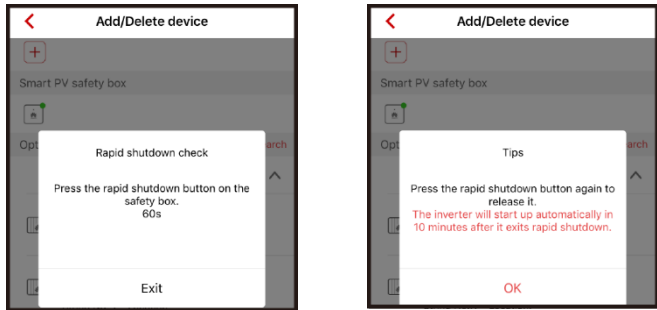 Add/Delete device
Smart PV safety box
Opt
arch
Rapid shutdown check
Press the rapid shutdown button on the
safety box.
60s
Exit
Add/Delete device
Smart PV safety box
Opt
arch
Tips
Press the rapid shutdown button again to
release it.
The inverter will start up automatically in
10 minutes after it exits rapid shutdown.
OK